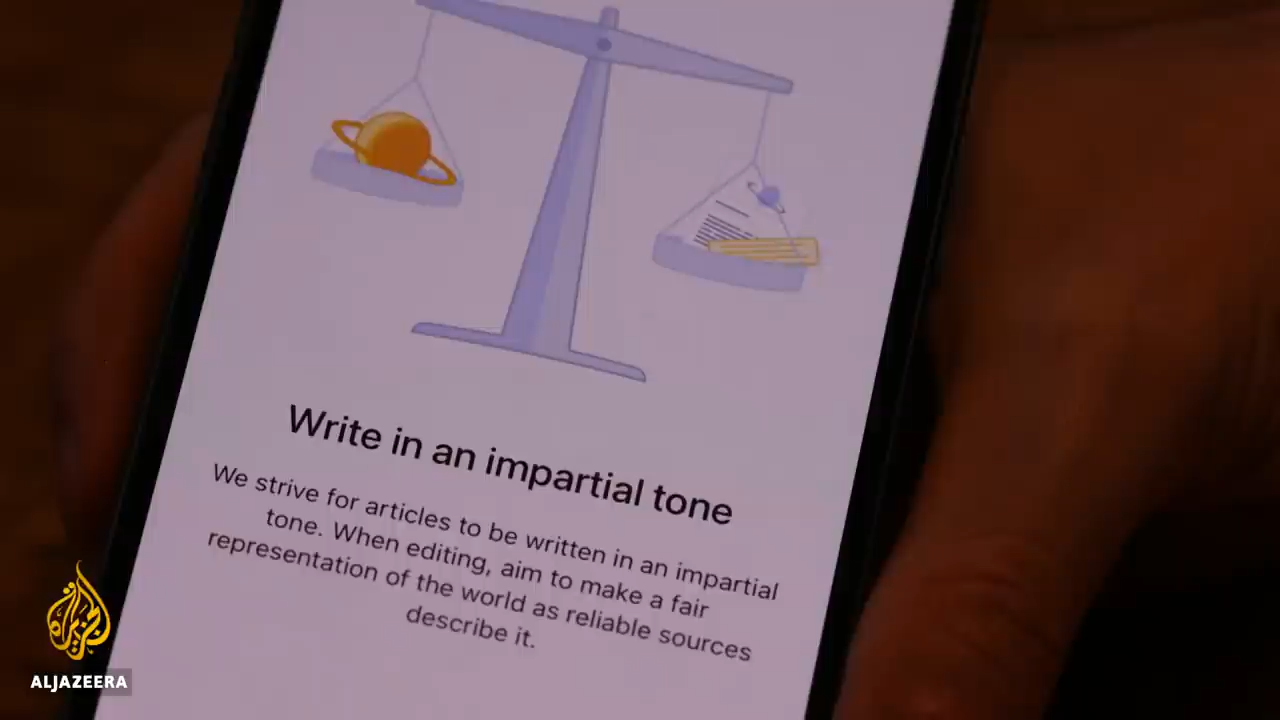 Write in an impartial tone
We strive for articles to be written in an impartial
tone. When editing, aim to make a fair
representation of the world as reliable sources
describe it.
الجزيرة
ALJAZEERA